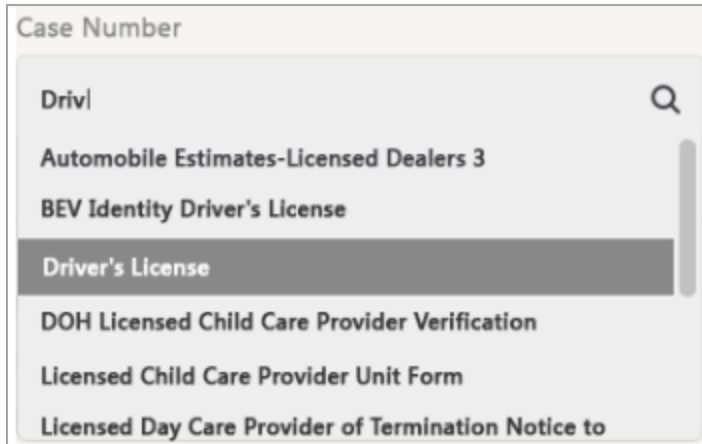 Case Number
Driv
Automobile Estimates-Licensed Dealers 3
BEV Identity Driver's License
Driver's License
DOH Licensed Child Care Provider Verification
Licensed Child Care Provider Unit Form
Licensed Day Care Provider of Termination Notice to